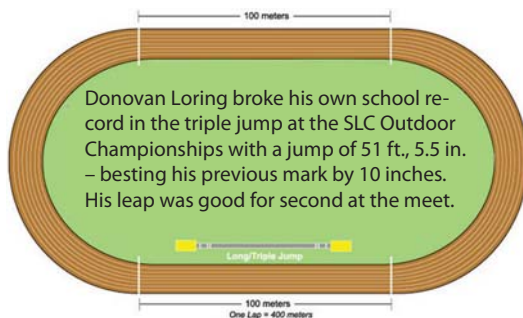 100 meters
Donovan Loring broke his own school re-
cord in the triple jump at the SLC Outdoor
Championships with a jump of 51 ft., 5.5 in.
– besting his previous mark by 10 inches.
His leap was good for second at the meet.
Long/Triple Jump
100 meters
One Lap = 400 meters